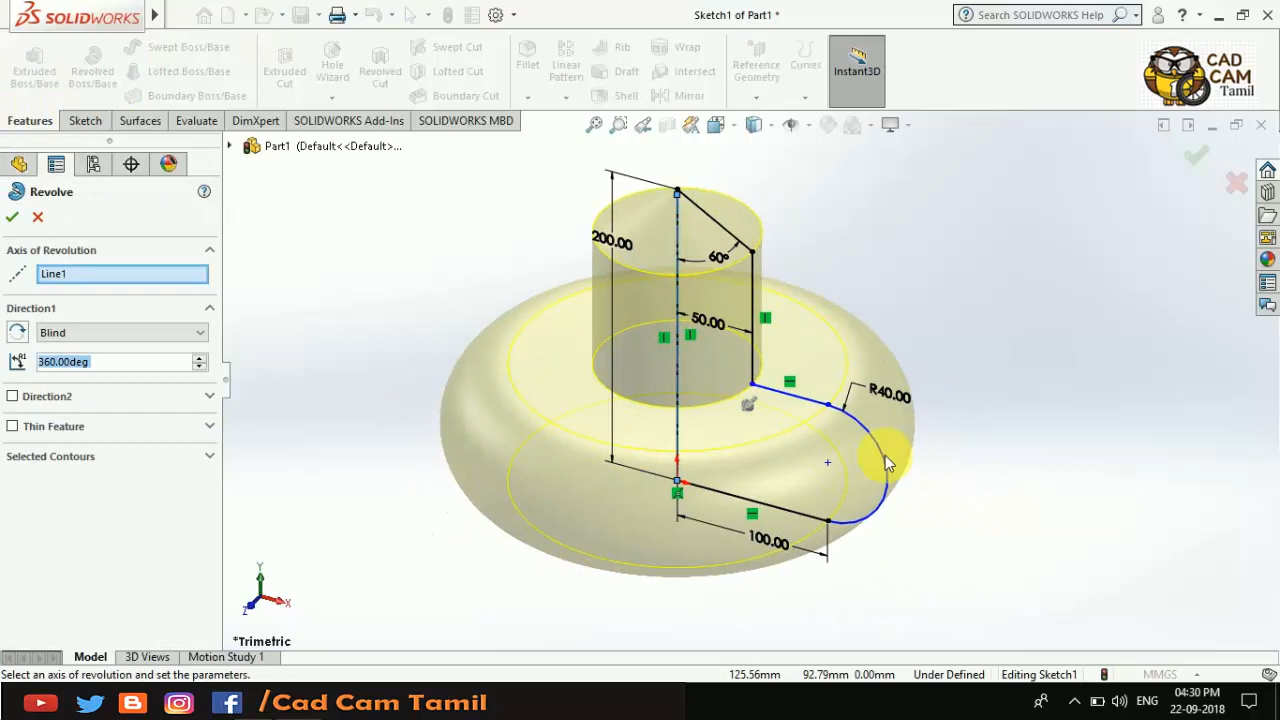 SOLIDWORKS
Sketch1 of Part1 *
Search SOLIDWORKS Help
Extruded Boss/Base
Revolved Boss/Base
Swept Boss/Base
Lofted Boss/Base
Boundary Boss/Base
Extruded Cut
Hole Wizard
Revolved Cut
Swept Cut
Lofted Cut
Boundary Cut
Fillet
Linear Pattern
Rib
Draft
Shell
Wrap
Intersect
Mirror
Reference Geometry
Curves
Instant3D
CAD
CAM
Tamil
Features
Sketch
Surfaces
Evaluate
DimXpert
SOLIDWORKS Add-Ins
SOLIDWORKS MBD
Part1 (Default<<Default>...
Revolve
Axis of Revolution
Line1
Direction1
Blind
360.00deg
Direction2
Thin Feature
Selected Contours
200.00
60°
50.00
R40.00
100.00
Y
X
Z
*Trimetric
Model
3D Views
Motion Study 1
Select an axis of revolution and set the parameters.
125.56mm
92.79mm
0.00mm
Under Defined
Editing Sketch1
MMGS
/Cad Cam Tamil
ENG
04:30 PM
22-09-2018